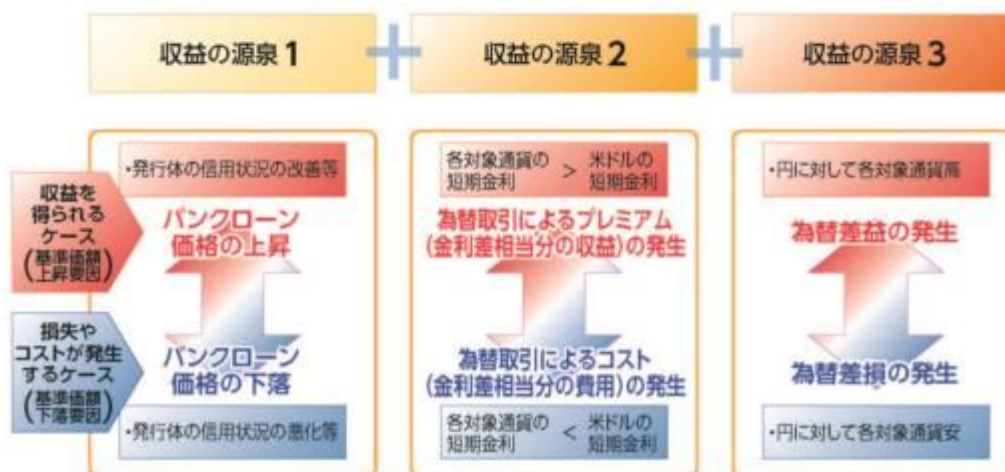 収益の源泉 1
+
収益の源泉 2
+
収益の源泉 3
収益を
得られる
ケース
(基準価額
上昇要因)
損失や
コストが発生
するケース
(基準価額
下落要因)
・発行体の信用状況の改善等
バンクローン
価格の上昇
バンクローン
価格の下落
・発行体の信用状況の悪化等
各対象通貨の
短期金利
>
米ドルの
短期金利
為替取引によるプレミアム
(金利差相当分の収益)の発生
為替取引によるコスト
(金利差相当分の費用)の発生
各対象通貨の
短期金利
<
米ドルの
短期金利
・円に対して各対象通貨高
為替差益の発生
為替差損の発生
・円に対して各対象通貨安